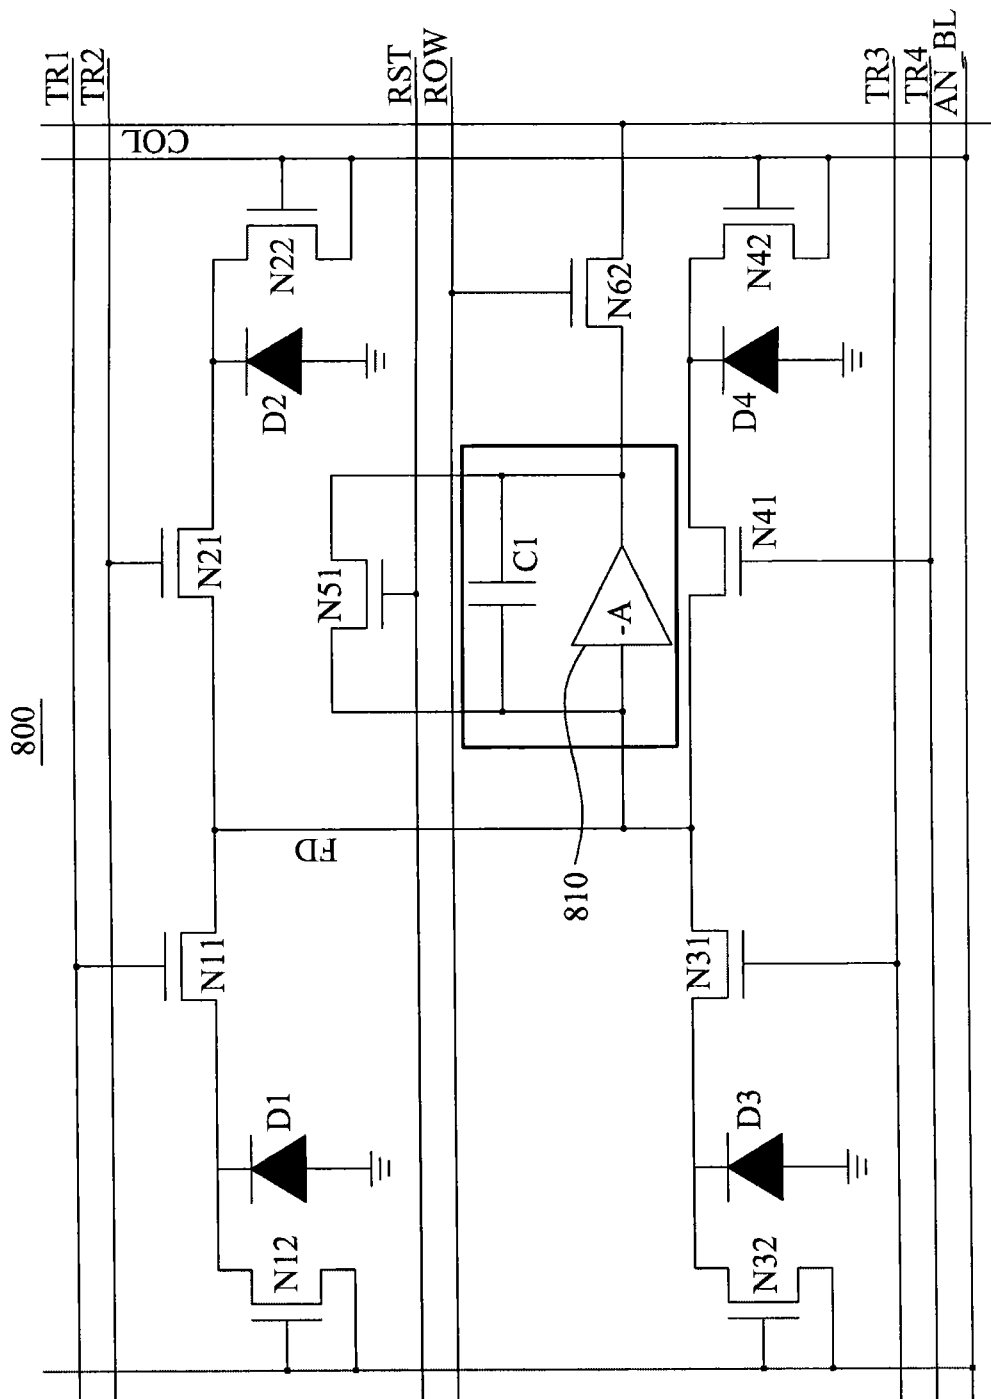 800
TR1
TR2
COL
N22
D2
N21
RST
ROW
N51
C1
N62
-A
FD
N11
D1
N12
810
N42
D4
N41
N31
D3
N32
TR3
TR4
AN_BL